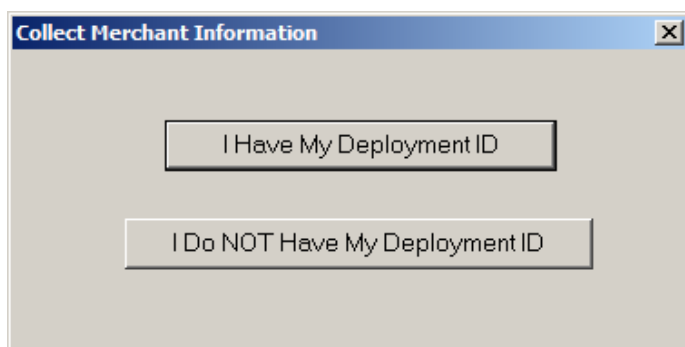 Collect Merchant Information
I Have My Deployment ID
I Do NOT Have My Deployment ID